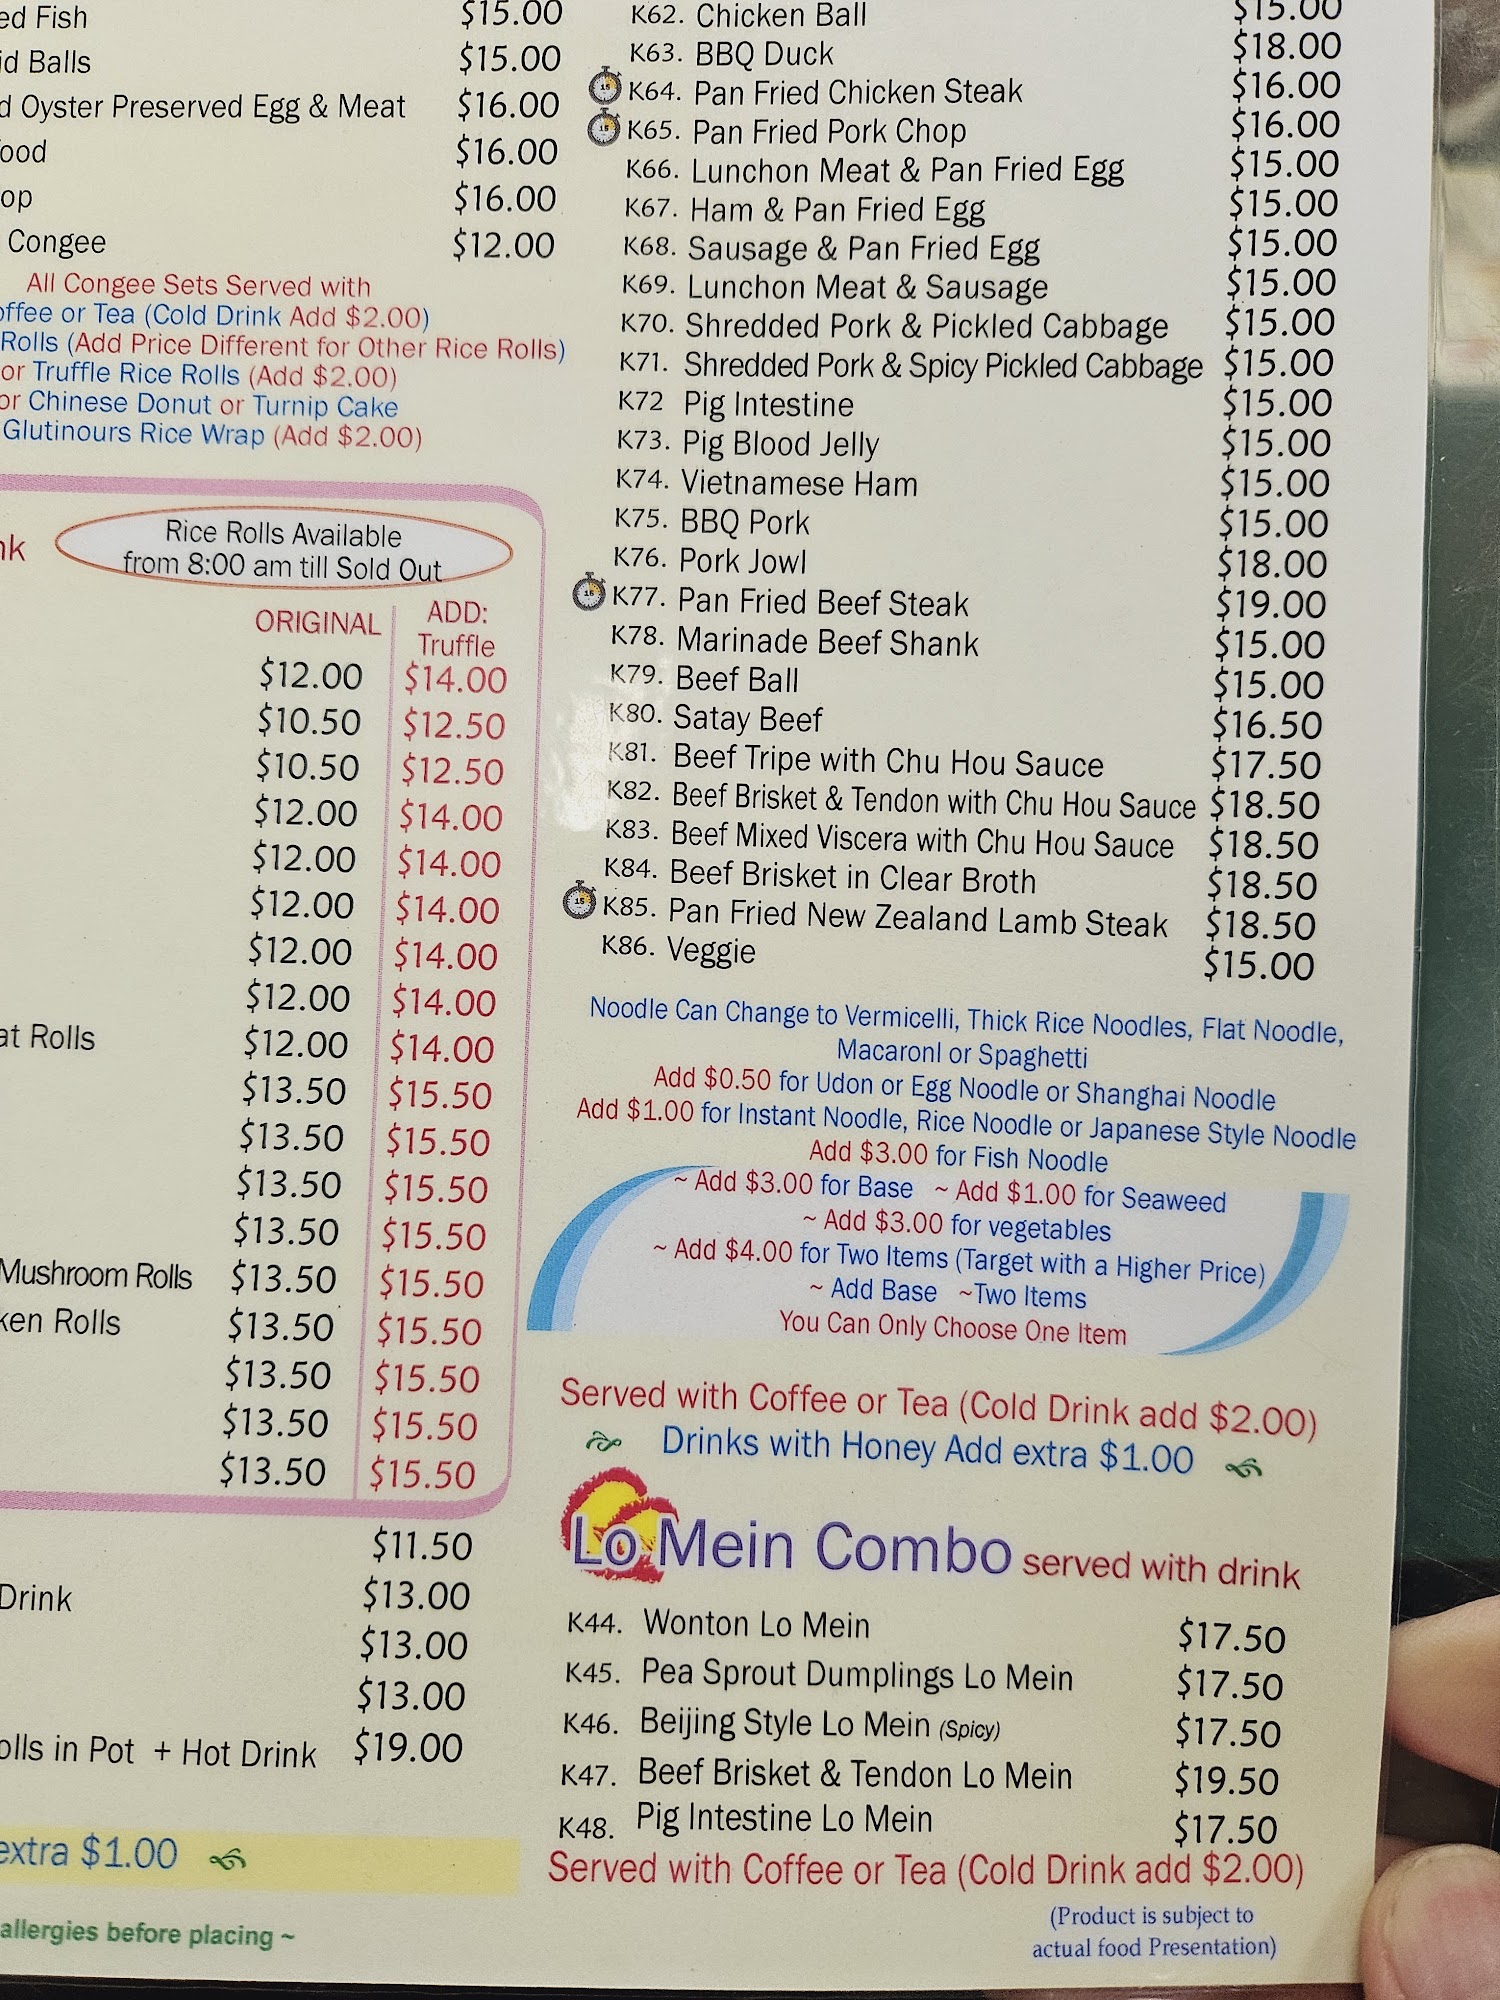 ed Fish $15.00
id Balls $15.00
d Oyster Preserved Egg & Meat $16.00
ood $16.00
op $16.00
Congee $12.00
All Congee Sets Served with
offee or Tea (Cold Drink Add $2.00)
Rolls (Add Price Different for Other Rice Rolls)
or Truffle Rice Rolls (Add $2.00)
or Chinese Donut or Turnip Cake
Glutinours Rice Wrap (Add $2.00)
nk
Rice Rolls Available
from 8:00 am till Sold Out
ORIGINAL ADD:
Truffle
$12.00 $14.00
$10.50 $12.50
$10.50 $12.50
$12.00 $14.00
$12.00 $14.00
$12.00 $14.00
$12.00 $14.00
$12.00 $14.00
at Rolls $12.00 $14.00
$13.50 $15.50
$13.50 $15.50
$13.50 $15.50
$13.50 $15.50
Mushroom Rolls $13.50 $15.50
ken Rolls $13.50 $15.50
$13.50 $15.50
$13.50 $15.50
$13.50 $15.50
$11.50
Drink $13.00
$13.00
$13.00
olls in Pot + Hot Drink $19.00
extra $1.00
allergies before placing ~
K62. Chicken Ball $15.00
K63. BBQ Duck $18.00
K64. Pan Fried Chicken Steak $16.00
K65. Pan Fried Pork Chop $16.00
K66. Lunchon Meat & Pan Fried Egg $15.00
K67. Ham & Pan Fried Egg $15.00
K68. Sausage & Pan Fried Egg $15.00
K69. Lunchon Meat & Sausage $15.00
K70. Shredded Pork & Pickled Cabbage $15.00
K71. Shredded Pork & Spicy Pickled Cabbage $15.00
K72 Pig Intestine $15.00
K73. Pig Blood Jelly $15.00
K74. Vietnamese Ham $15.00
K75. BBQ Pork $15.00
K76. Pork Jowl $18.00
K77. Pan Fried Beef Steak $19.00
K78. Marinade Beef Shank $15.00
K79. Beef Ball $15.00
K80. Satay Beef $16.50
K81. Beef Tripe with Chu Hou Sauce $17.50
K82. Beef Brisket & Tendon with Chu Hou Sauce $18.50
K83. Beef Mixed Viscera with Chu Hou Sauce $18.50
K84. Beef Brisket in Clear Broth $18.50
K85. Pan Fried New Zealand Lamb Steak $18.50
K86. Veggie $15.00
Noodle Can Change to Vermicelli, Thick Rice Noodles, Flat Noodle,
Macaronl or Spaghetti
Add $0.50 for Udon or Egg Noodle or Shanghai Noodle
Add $1.00 for Instant Noodle, Rice Noodle or Japanese Style Noodle
Add $3.00 for Fish Noodle
~ Add $3.00 for Base ~ Add $1.00 for Seaweed
~ Add $3.00 for vegetables
~ Add $4.00 for Two Items (Target with a Higher Price)
~ Add Base ~Two Items
You Can Only Choose One Item
Served with Coffee or Tea (Cold Drink add $2.00)
Drinks with Honey Add extra $1.00
Lo Mein Combo served with drink
K44. Wonton Lo Mein $17.50
K45. Pea Sprout Dumplings Lo Mein $17.50
K46. Beijing Style Lo Mein (Spicy) $17.50
K47. Beef Brisket & Tendon Lo Mein $19.50
K48. Pig Intestine Lo Mein $17.50
Served with Coffee or Tea (Cold Drink add $2.00)
(Product is subject to
actual food Presentation)